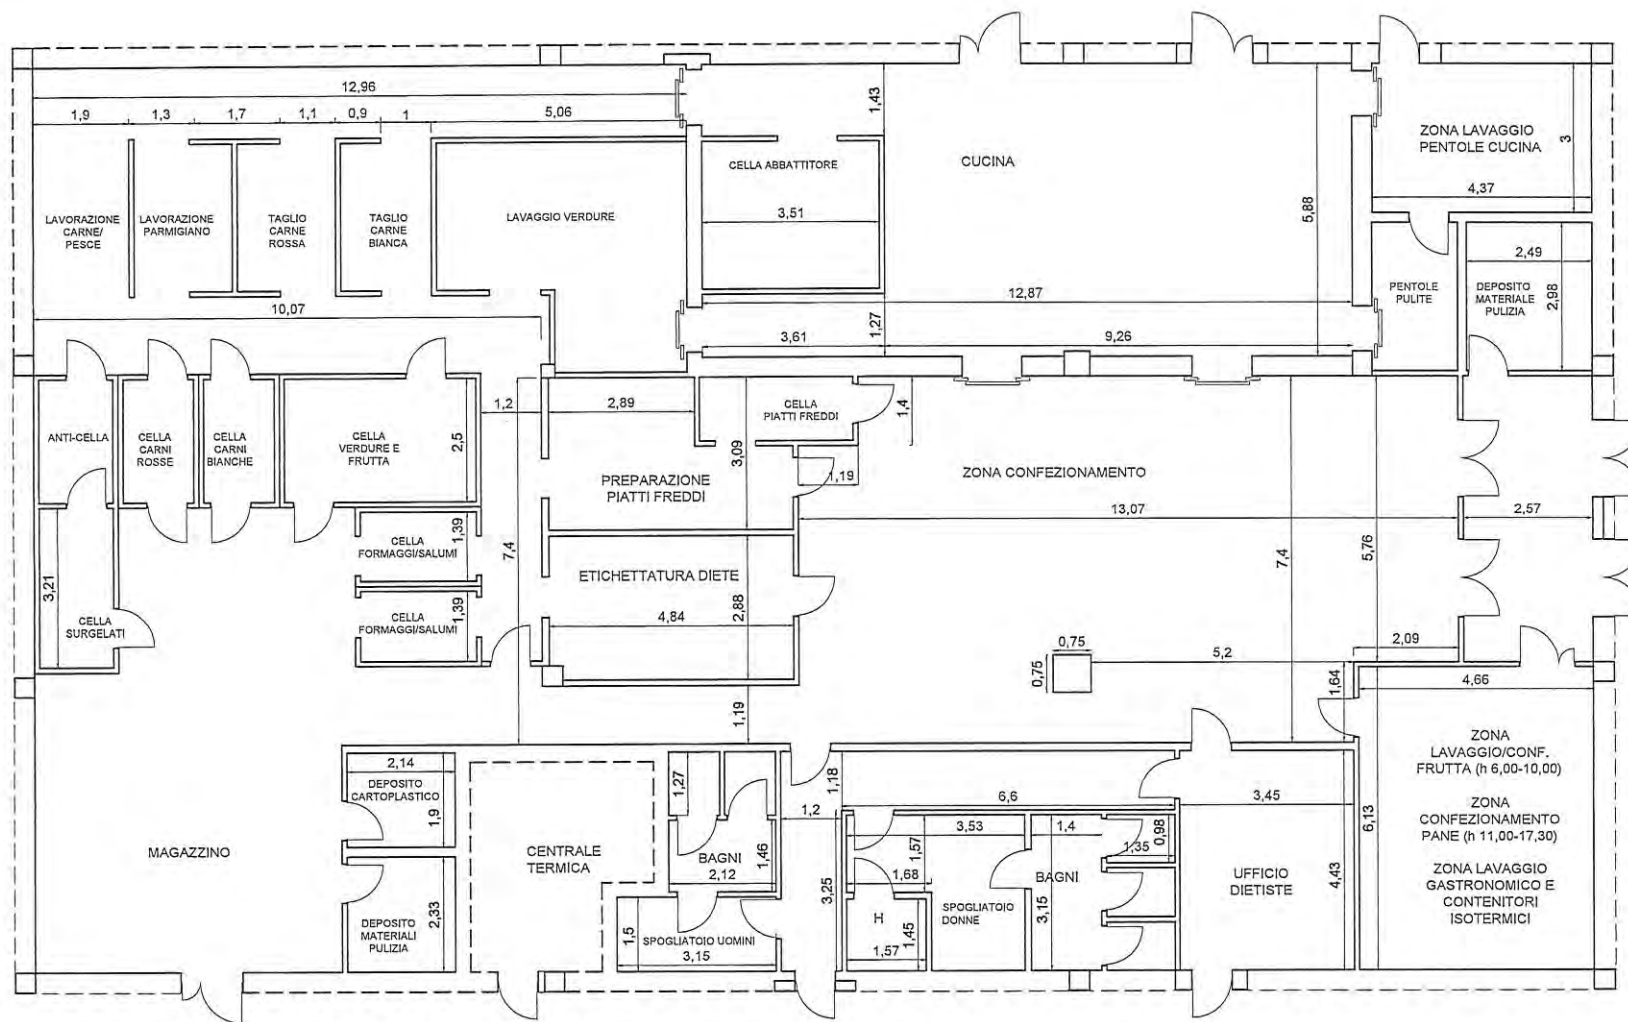 12,96
1,9
1,3
1,7
1,1
0,9
1
5,06
1,43
CUCINA
ZONA LAVAGGIO
PENTOLE CUCINA
3
4,37
CELLA ABBATTITORE
3,51
5,88
LAVORAZIONE
CARNE/
PESCE
LAVORAZIONE
PARMIGIANO
TAGLIO
CARNE
ROSSA
TAGLIO
CARNE
BIANCA
LAVAGGIO VERDURE
10,07
12,87
1,27
3,61
9,26
PENTOLE
PULITE
2,49
DEPOSITO
MATERIALE
PULIZIA
2,98
ANTI-CELLA
CELLA
CARNI
ROSSE
CELLA
CARNI
BIANCHE
CELLA
VERDURE E
FRUTTA
2,5
1,2
2,89
CELLA
PIATTI FREDDI
1,4
3,09
PREPARAZIONE
PIATTI FREDDI
1,19
ZONA CONFEZIONAMENTO
13,07
2,57
3,21
CELLA
SURGELATI
CELLA
FORMAGGI/SALUMI
1,39
CELLA
FORMAGGI/SALUMI
1,39
7,4
ETICHETTATURA DIETE
4,84
2,88
7,4
5,76
0,75
0,75
5,2
2,09
1,64
4,66
1,19
MAGAZZINO
2,14
DEPOSITO
CARTOPLASTICO
1,9
DEPOSITO
MATERIALI
PULIZIA
2,33
CENTRALE
TERMICA
1,27
BAGNI
2,12
1,46
1,5
SPOGLIATOIO UOMINI
3,15
1,18
1,2
3,25
6,6
3,53
1,57
1,68
H
1,45
1,57
SPOGLIATOIO
DONNE
1,4
BAGNI
3,15
0,98
1,35
3,45
UFFICIO
DIETISTE
4,43
6,13
ZONA
LAVAGGIO/CONF.
FRUTTA (h 6,00-10,00)
ZONA
CONFEZIONAMENTO
PANE (h 11,00-17,30)
ZONA LAVAGGIO
GASTRONOMICO E
CONTENITORI
ISOTERMICI